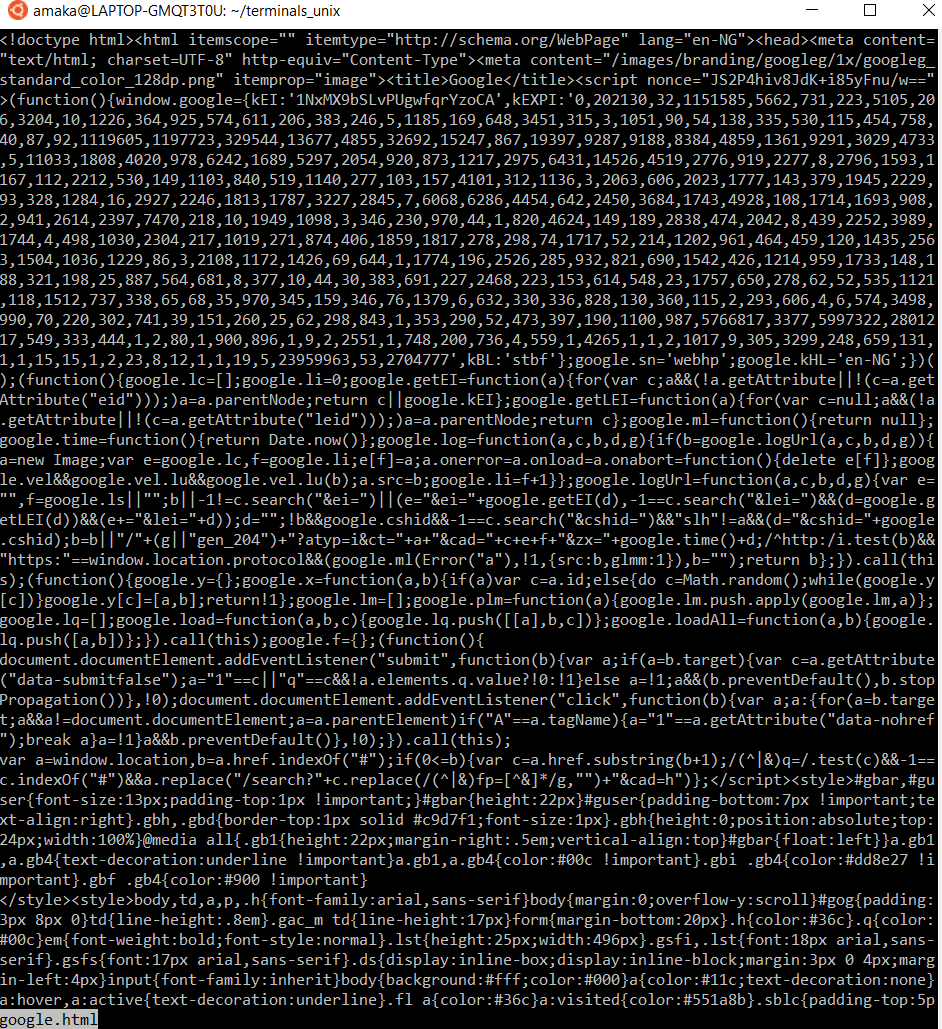 amaka@LAPTOP-GMQT3T0U: ~/terminals_unix
<!doctype html><html itemscope="" itemtype="http://schema.org/WebPage" lang="en-NG"><head><meta content=
"text/html; charset=UTF-8" http-equiv="Content-Type"><meta content="/images/branding/googleg/1x/googleg_
standard_color_128dp.png" itemprop="image"><title>Google</title><script nonce="JS2P4hiv8JdK+i85yFnu/w=="
>(function(){window.google={kEI:'1NxMX9bSLvPUgwfqrYzoCA',kEXPI:'0,202130,32,1151585,5662,731,223,5105,20
6,3204,10,1226,364,925,574,611,206,383,246,5,1185,169,648,3451,315,3,1051,90,54,138,335,530,115,454,758,
40,87,92,1119605,1197723,329544,13677,4855,32692,15247,867,19397,9287,9188,8384,4859,1361,9291,3029,4733
,5,11033,1808,4020,978,6242,1689,5297,2054,920,873,1217,2975,6431,14526,4519,2776,919,2277,8,2796,1593,1
167,112,2212,530,149,1103,840,519,1140,277,103,157,4101,312,1136,3,2063,606,2023,1777,143,379,1945,2229,
93,328,1284,16,2927,2246,1813,1787,3227,2845,7,6068,6286,4454,642,2450,3684,1743,4928,108,1714,1693,908,
2,941,2614,2397,7470,218,10,1949,1098,3,346,230,970,44,1,820,4624,149,189,2838,474,2042,8,439,2252,3989,
1744,4,498,1030,2304,217,1019,271,874,406,1859,1817,278,298,74,1717,52,214,1202,961,464,459,120,1435,256
3,1504,1036,1229,86,3,2108,1172,1426,69,644,1,1774,196,2526,285,932,821,690,1542,426,1214,959,1733,148,1
88,321,198,25,887,564,681,8,377,10,44,30,383,691,227,2468,223,153,614,548,23,1757,650,278,62,52,535,1121
,118,1512,737,338,65,68,35,970,345,159,346,76,1379,6,632,330,336,828,130,360,115,2,293,606,4,6,574,3498,
990,70,220,302,741,39,151,260,25,62,298,843,1,353,290,52,473,397,190,1100,987,5766817,3377,5997322,28012
17,549,333,444,1,2,80,1,900,896,1,9,2,2551,1,748,200,736,4,559,1,4265,1,1,2,1017,9,305,3299,248,659,131,
1,1,15,15,1,2,23,8,12,1,1,19,5,23959963,53,2704777',kBL:'stbf'};google.sn='webhp';google.kHL='en-NG';})(
);(function(){google.lc=[];google.li=0;google.getEI=function(a){for(var c;a&&(!a.getAttribute||!(c=a.get
Attribute("eid")));)a=a.parentNode;return c||google.kEI};google.getLEI=function(a){for(var c=null;a&&(!a
.getAttribute||!(c=a.getAttribute("leid")));)a=a.parentNode;return c};google.ml=function(){return null};
google.time=function(){return Date.now()};google.log=function(a,c,b,d,g){if(b=google.logUrl(a,c,b,d,g)){
a=new Image;var e=google.lc,f=google.li;e[f]=a;a.onerror=a.onload=a.onabort=function(){delete e[f]};goog
le.vel&&google.vel.lu&&google.vel.lu(b);a.src=b;google.li=f+1}};google.logUrl=function(a,c,b,d,g){var e=
"",f=google.ls||"";b||-1!=c.search("&ei=")||(e="&ei="+google.getEI(d),-1==c.search("&lei=")&&(d=google.g
etLEI(d))&&(e+="&lei="+d));d="";!b&&google.cshid&&-1==c.search("&cshid=")&&"slh"!=a&&(d="&cshid="+google
.cshid);b=b||"/"+(g||"gen_204")+"?atyp=i&ct="+a+"&cad="+c+e+f+"&zx="+google.time()+d;/^http:/i.test(b)&&
"https:"==window.location.protocol&&(google.ml(Error("a"),!1,{src:b,glmm:1}),b="");return b};}).call(thi
s);(function(){google.y={};google.x=function(a,b){if(a)var c=a.id;else{do c=Math.random();while(google.y
[c])}google.y[c]=[a,b];return!1};google.lm=[];google.plm=function(a){google.lm.push.apply(google.lm,a)};
google.lq=[];google.load=function(a,b,c){google.lq.push([[a],b,c])};google.loadAll=function(a,b){google.
lq.push([a,b])};}).call(this);google.f={};(function(){
document.documentElement.addEventListener("submit",function(b){var a;if(a=b.target){var c=a.getAttribute
("data-submitfalse");a="1"==c||"q"==c&&!a.elements.q.value?!0:!1}else a=!1;a&&(b.preventDefault(),b.stop
Propagation())},!0);document.documentElement.addEventListener("click",function(b){var a;a:{for(a=b.targe
t;a&&a!=document.documentElement;a=a.parentElement)if("A"==a.tagName){a="1"==a.getAttribute("data-nohref
");break a}a=!1}a&&b.preventDefault()},!0);}).call(this);
var a=window.location,b=a.href.indexOf("#");if(0<=b){var c=a.href.substring(b+1);/(^|&)q=/.test(c)&&-1==
c.indexOf("#")&&a.replace("/search?"+c.replace(/(^|&)fp=[^&]*/g,"")+"&cad=h")};</script><style>#gbar,#gu
ser{font-size:13px;padding-top:1px !important;}#gbar{height:22px}#guser{padding-bottom:7px !important;te
xt-align:right}.gbh,.gbd{border-top:1px solid #c9d7f1;font-size:1px}.gbh{height:0;position:absolute;top:
24px;width:100%}@media all{.gb1{height:22px;margin-right:.5em;vertical-align:top}#gbar{float:left}}a.gb1
,a.gb4{text-decoration:underline !important}a.gb1,a.gb4{color:#00c !important}.gbi .gb4{color:#dd8e27 !i
mportant}.gbf .gb4{color:#900 !important}
</style><style>body,td,a,p,.h{font-family:arial,sans-serif}body{margin:0;overflow-y:scroll}#gog{padding:
3px 8px 0}td{line-height:.8em}.gac_m td{line-height:17px}form{margin-bottom:20px}.h{color:#36c}.q{color:
#00c}em{font-weight:bold;font-style:normal}.lst{height:25px;width:496px}.gsfi,.lst{font:18px arial,sans-
serif}.gsfs{font:17px arial,sans-serif}.ds{display:inline-box;display:inline-block;margin:3px 0 4px;marg
in-left:4px}input{font-family:inherit}body{background:#fff;color:#000}a{color:#11c;text-decoration:none}
a:hover,a:active{text-decoration:underline}.fl a{color:#36c}a:visited{color:#551a8b}.sblc{padding-top:5p
google.html